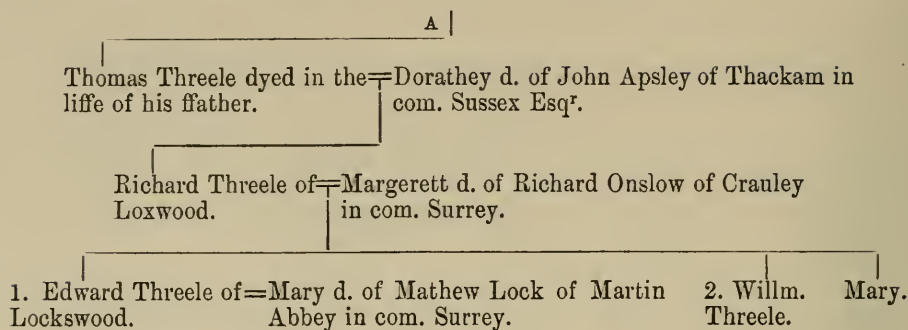 A
Thomas Threele dyed in the=Dorathey d. of John Apsley of Thackam in
liffe of his ffather. com. Sussex Esqʳ.
Richard Threele of=Margerett d. of Richard Onslow of Crauley
Loxwood. in com. Surrey.
1. Edward Threele of=Mary d. of Mathew Lock of Martin 2. Willm. Mary.
Lockswood. Abbey in com. Surrey. Threele.